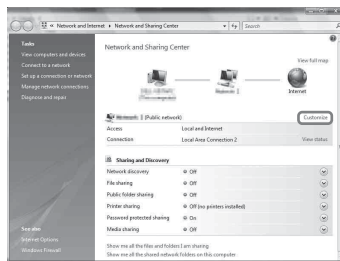 « Network and Internet ▸ Network and Sharing Center
Search
Tasks
View computers and devices
Connect to a network
Set up a connection or network
Manage network connections
Diagnose and repair
See also
Internet Options
Windows Firewall
Network and Sharing Center
View full map
Internet
(Public network)
Customize
Access Local and Internet
Connection Local Area Connection 2 View status
Sharing and Discovery
Network discovery Off
File sharing Off
Public folder sharing Off
Printer sharing Off (no printers installed)
Password protected sharing On
Media sharing Off
Show me all the files and folders I am sharing
Show me all the shared network folders on this computer